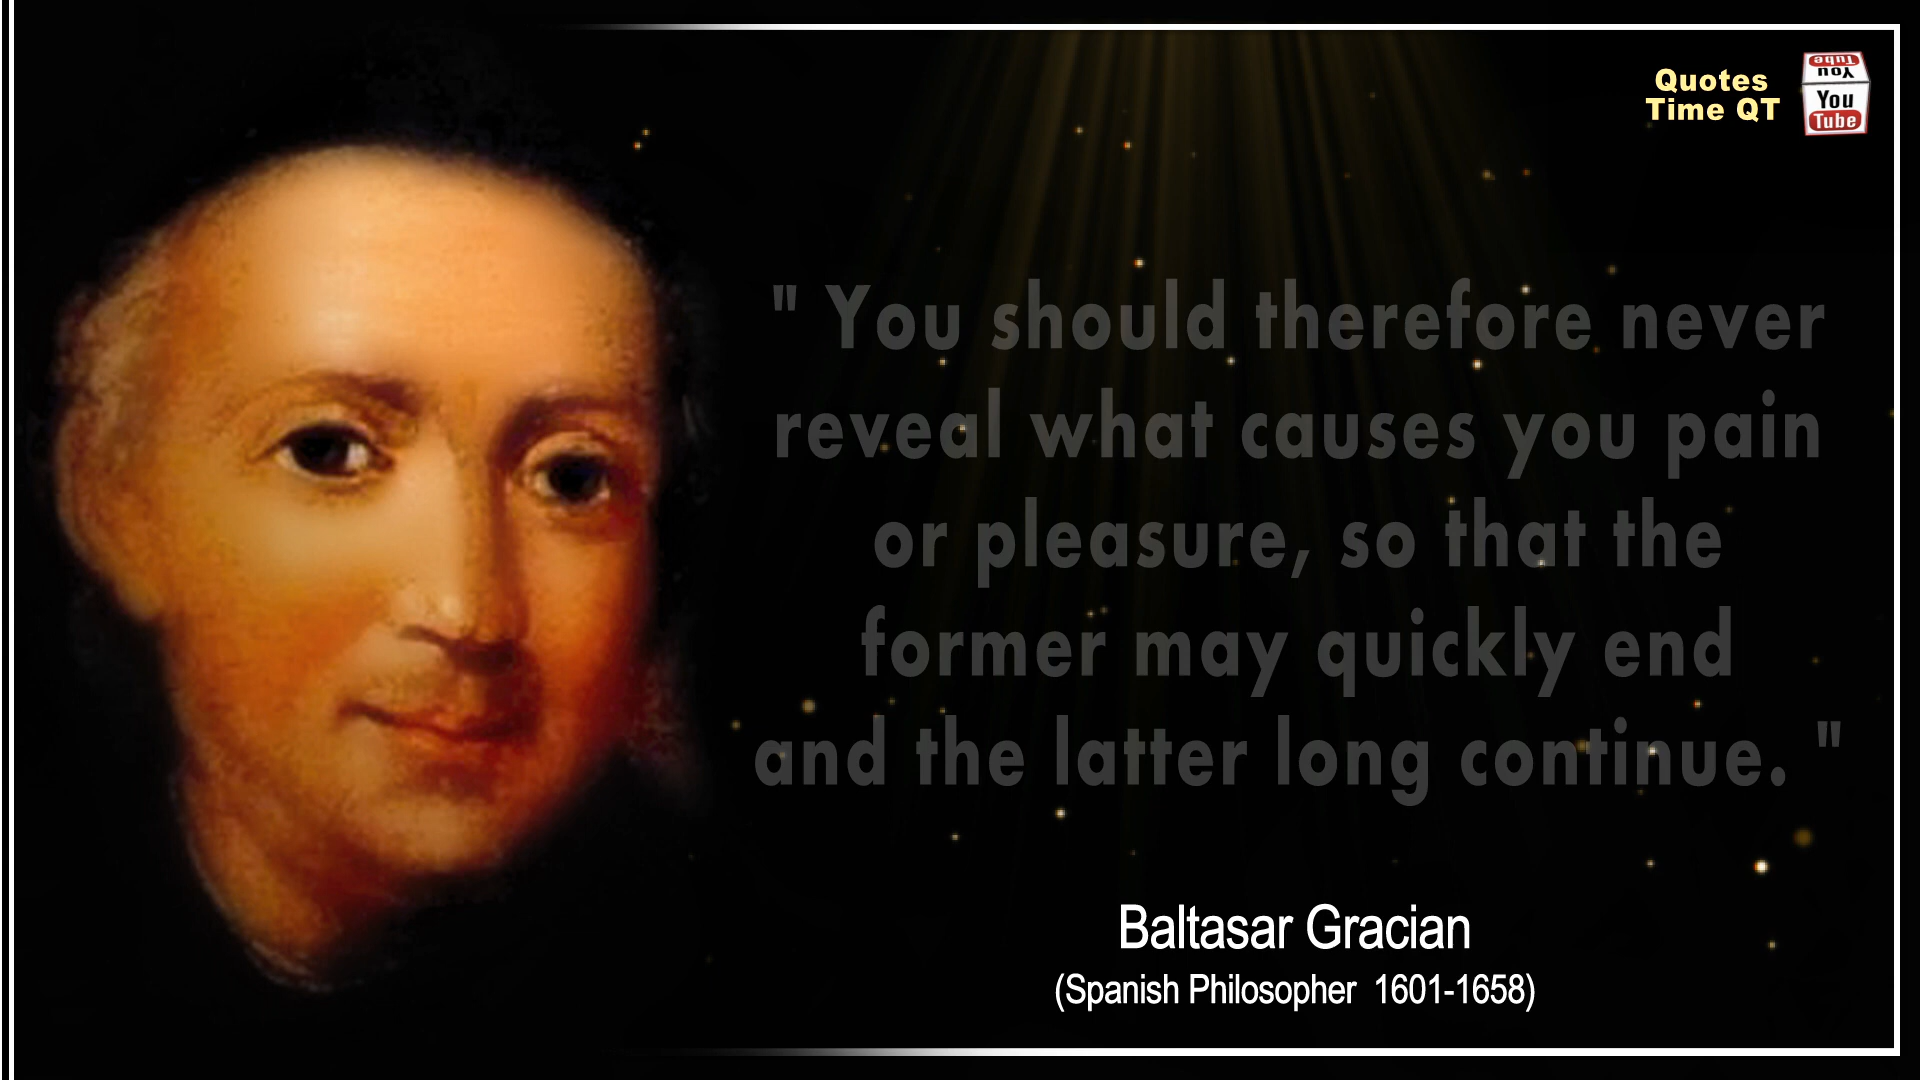 Quotes
Time QT
You
Tube
You
Tube
" You should therefore never
reveal what causes you pain
or pleasure, so that the
former may quickly end
and the latter long continue. "
Baltasar Gracian
(Spanish Philosopher 1601-1658)